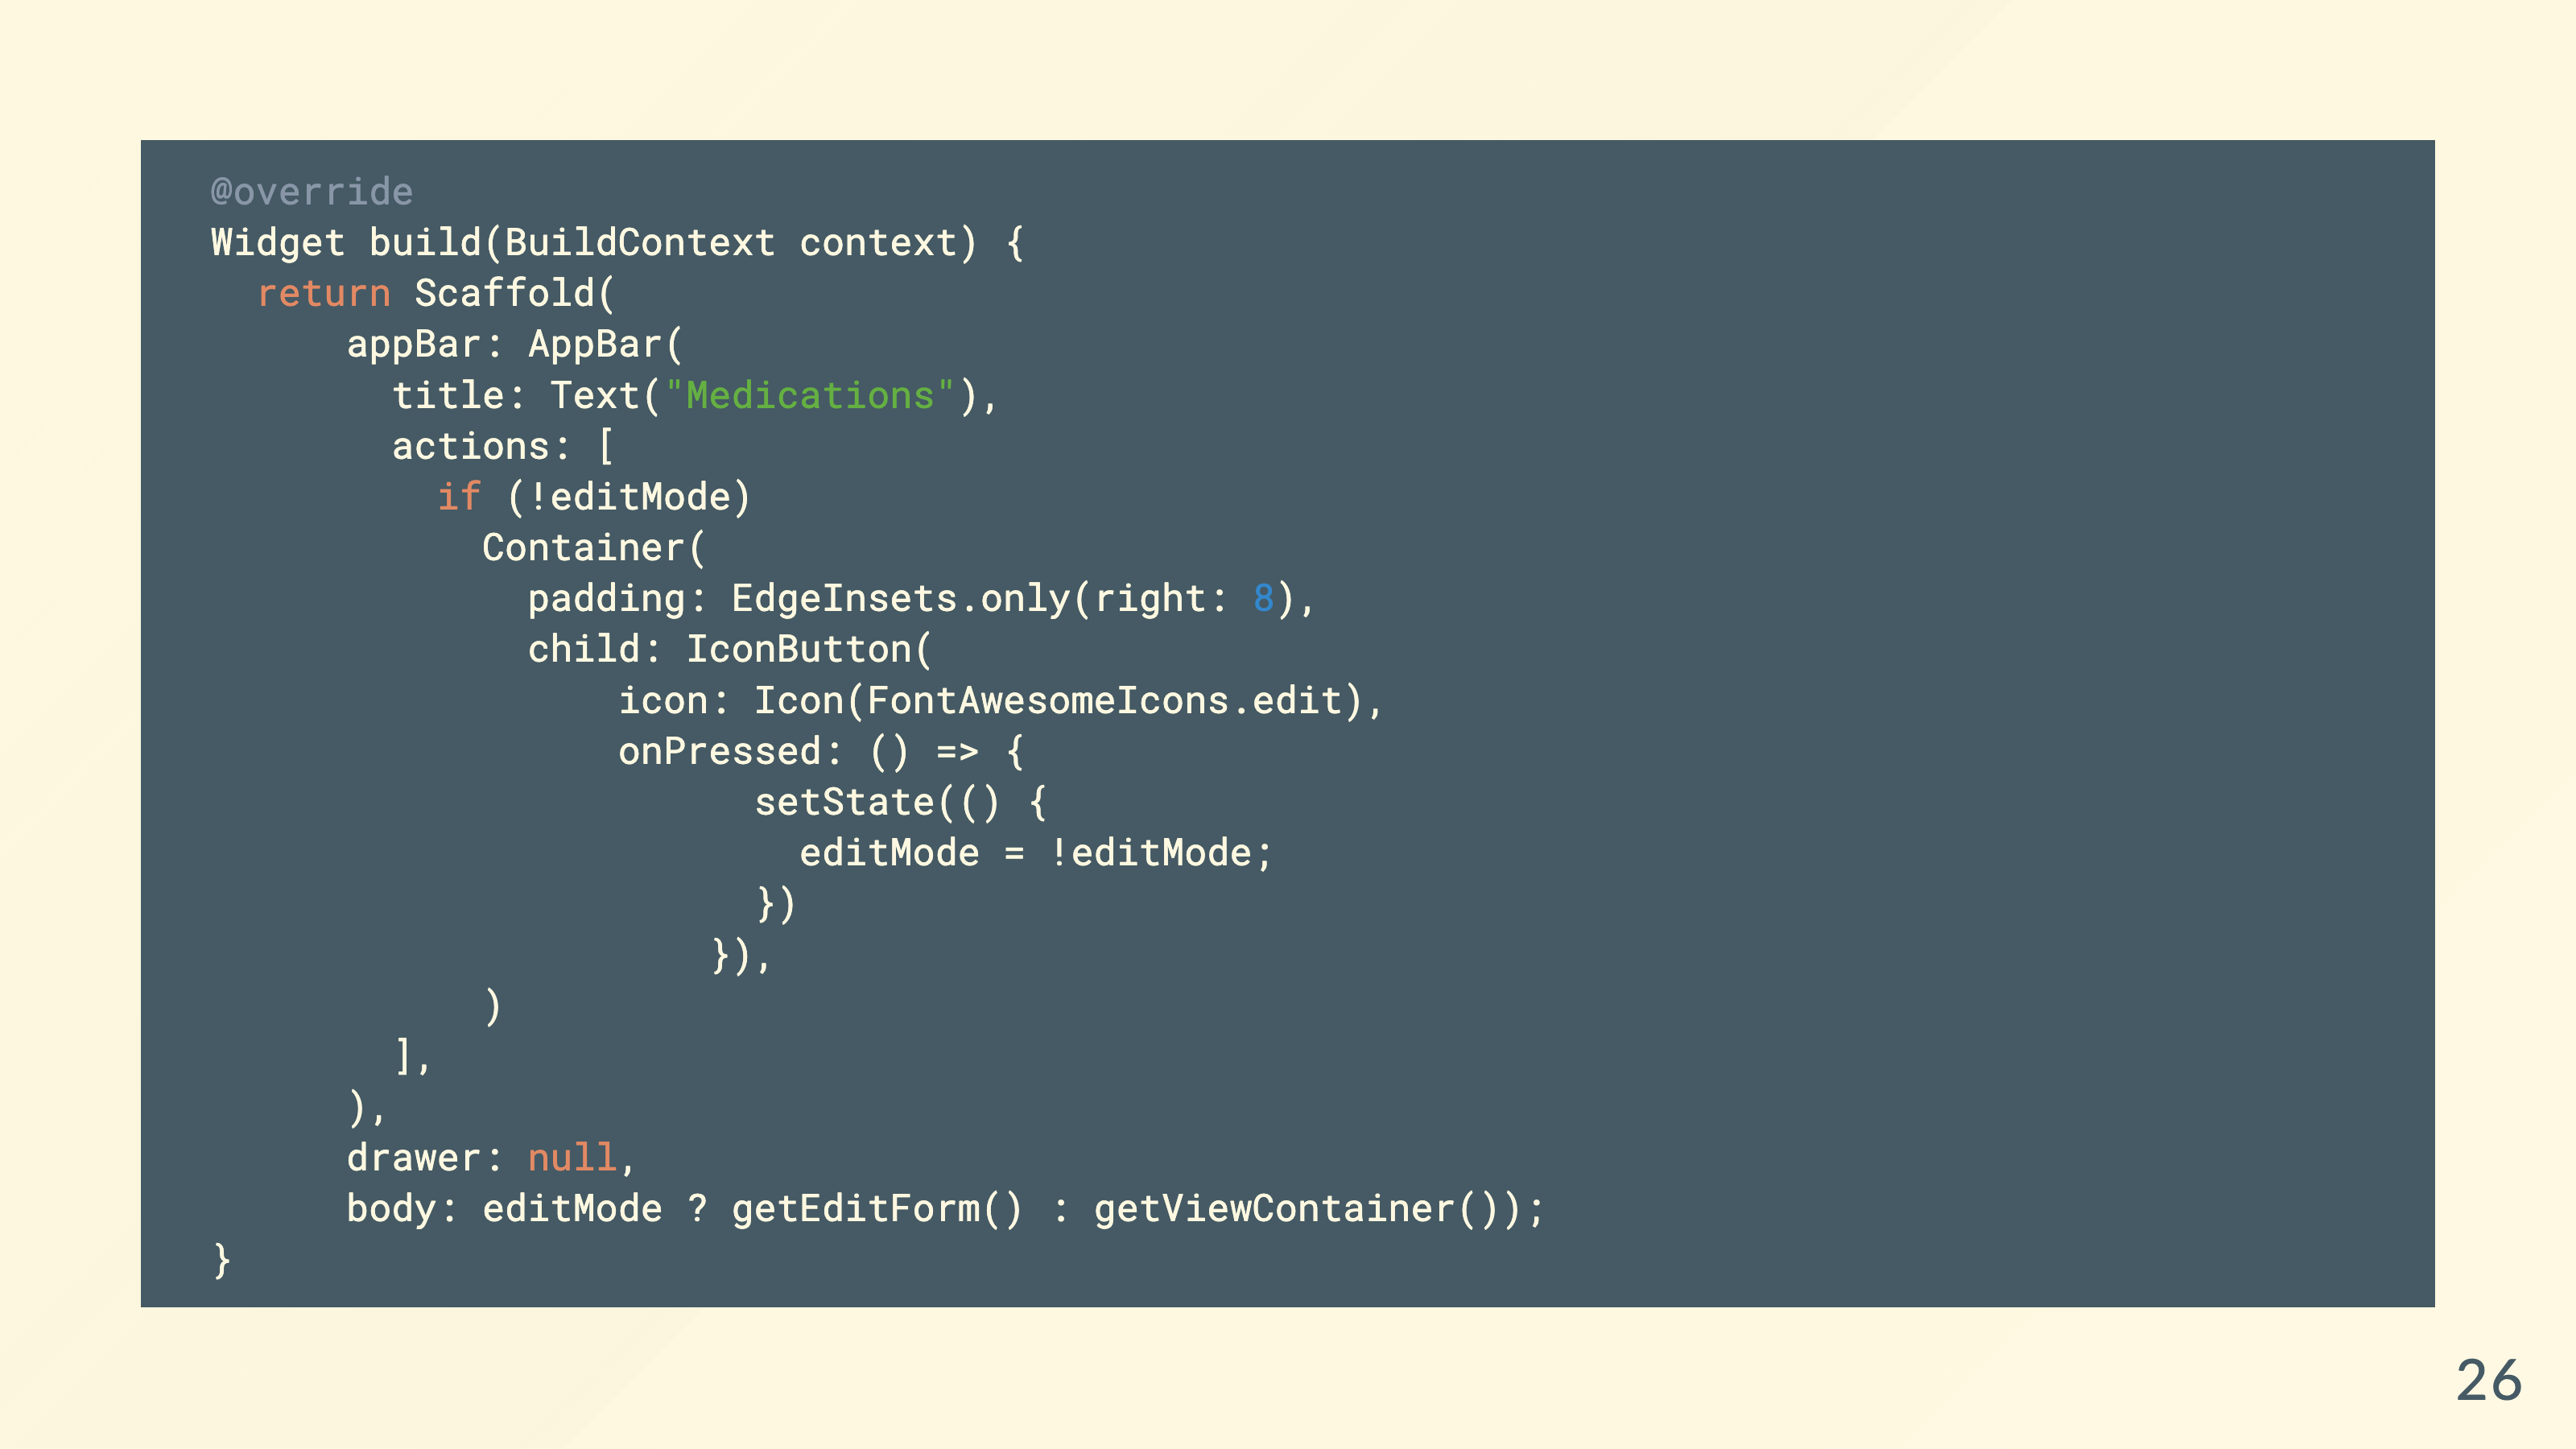 @override
Widget build(BuildContext context) {
  return Scaffold(
      appBar: AppBar(
        title: Text("Medications"),
        actions: [
          if (!editMode)
            Container(
              padding: EdgeInsets.only(right: 8),
              child: IconButton(
                  icon: Icon(FontAwesomeIcons.edit),
                  onPressed: () => {
                        setState(() {
                          editMode = !editMode;
                        })
                      }),
            )
        ],
      ),
      drawer: null,
      body: editMode ? getEditForm() : getViewContainer());
}
26